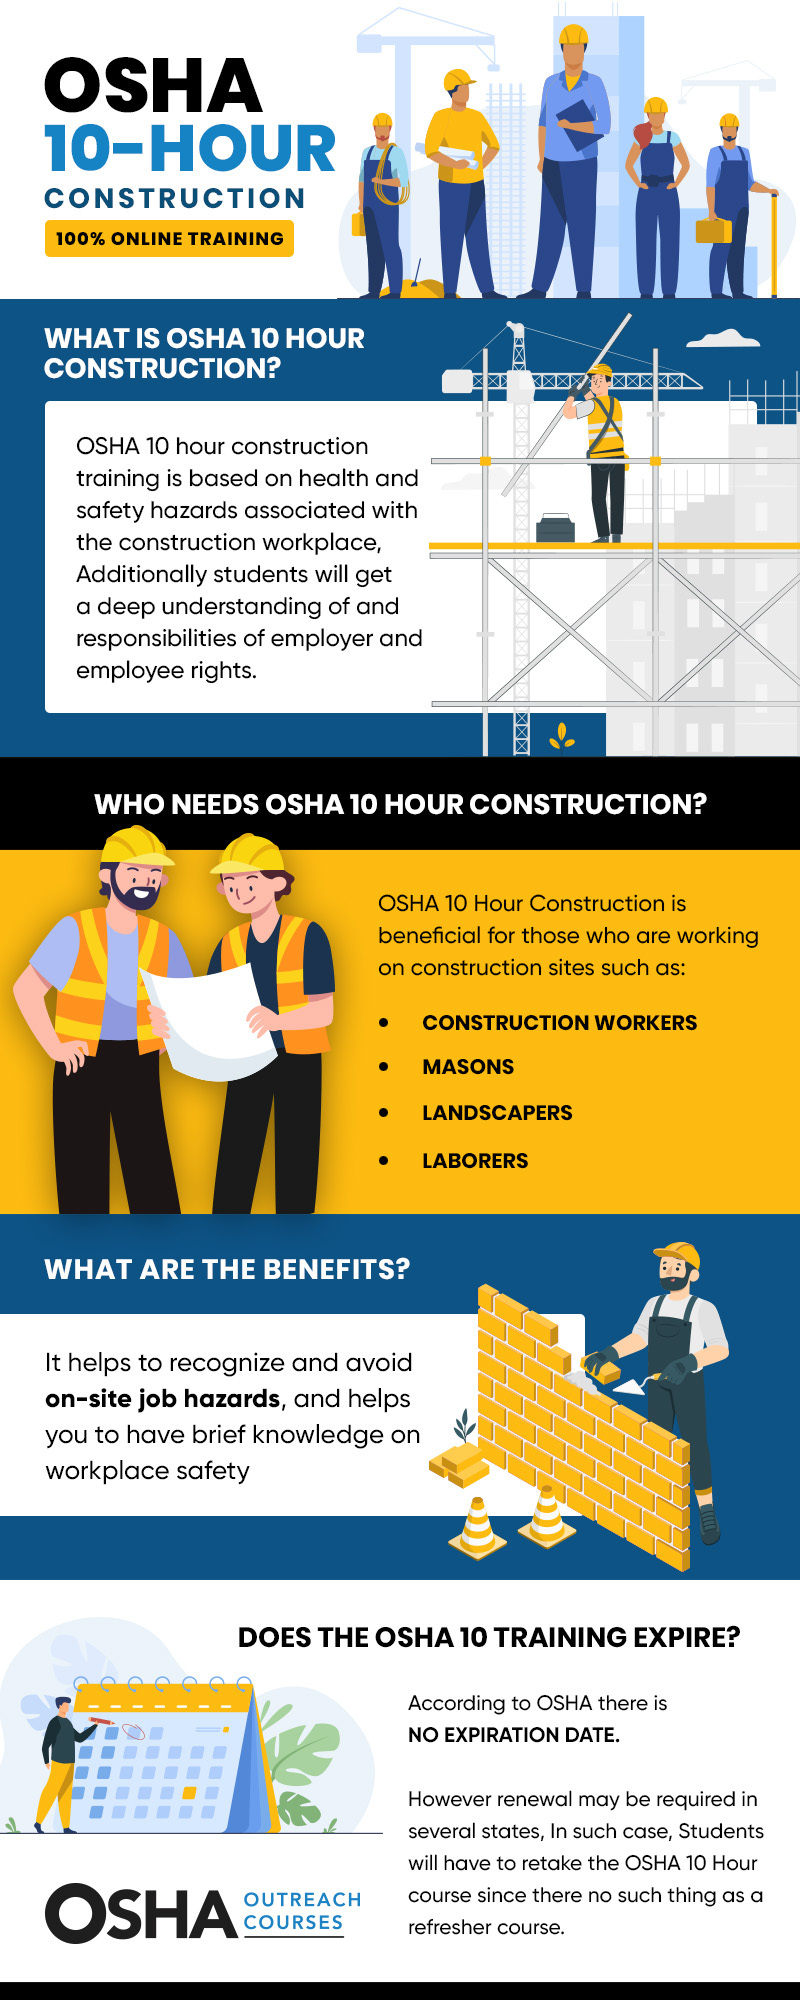 OSHA
10-HOUR
CONSTRUCTION
100% ONLINE TRAINING
WHAT IS OSHA 10 HOUR
CONSTRUCTION?
OSHA 10 hour construction
training is based on health and
safety hazards associated with
the construction workplace,
Additionally students will get
a deep understanding of and
responsibilities of employer and
employee rights.
WHO NEEDS OSHA 10 HOUR CONSTRUCTION?
OSHA 10 Hour Construction is
beneficial for those who are working
on construction sites such as:
• CONSTRUCTION WORKERS
• MASONS
• LANDSCAPERS
• LABORERS
WHAT ARE THE BENEFITS?
It helps to recognize and avoid
on-site job hazards, and helps
you to have brief knowledge on
workplace safety
DOES THE OSHA 10 TRAINING EXPIRE?
According to OSHA there is
NO EXPIRATION DATE.
However renewal may be required in
several states, In such case, Students
will have to retake the OSHA 10 Hour
course since there no such thing as a
refresher course.
OSHA OUTREACH
COURSES